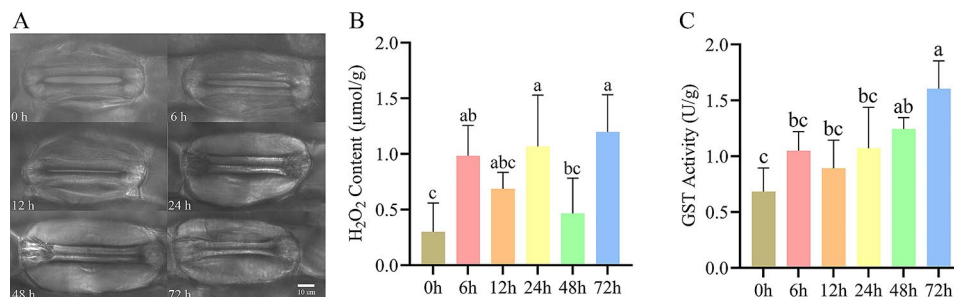 A
0 h
6 h
12 h
24 h
48 h
72 h
10 um
B
H₂O₂ Content (μmol/g)
2.0
1.5
1.0
0.5
0.0
c
ab
abc
a
bc
a
0h
6h
12h
24h
48h
72h
C
GST Activity (U/g)
2.0
1.5
1.0
0.5
0.0
c
bc
bc
bc
ab
a
0h
6h
12h
24h
48h
72h